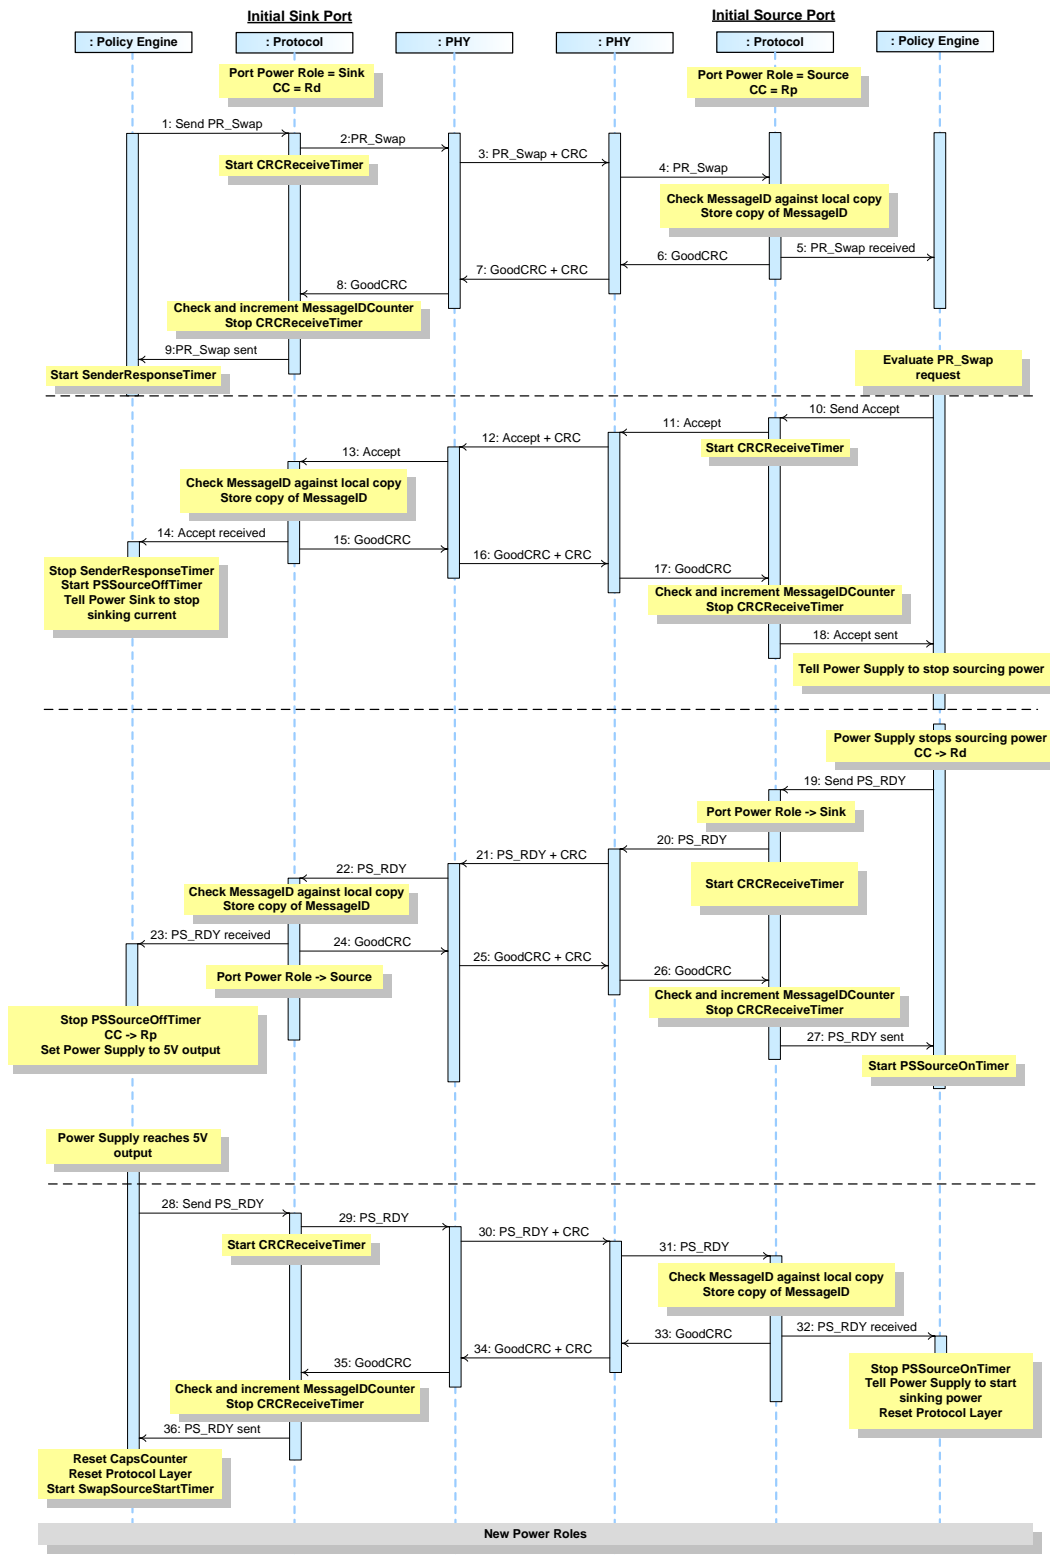 Initial Sink Port
Initial Source Port
: Policy Engine
: Protocol
: PHY
: PHY
: Protocol
: Policy Engine
Port Power Role = Sink
CC = Rd
Port Power Role = Source
CC = Rp
1: Send PR_Swap
2:PR_Swap
Start CRCReceiveTimer
3: PR_Swap + CRC
4: PR_Swap
Check MessageID against local copy
Store copy of MessageID
5: PR_Swap received
6: GoodCRC
7: GoodCRC + CRC
8: GoodCRC
Check and increment MessageIDCounter
Stop CRCReceiveTimer
9:PR_Swap sent
Start SenderResponseTimer
Evaluate PR_Swap
request
10: Send Accept
11: Accept
Start CRCReceiveTimer
12: Accept + CRC
13: Accept
Check MessageID against local copy
Store copy of MessageID
14: Accept received
15: GoodCRC
16: GoodCRC + CRC
17: GoodCRC
Stop SenderResponseTimer
Start PSSourceOffTimer
Tell Power Sink to stop
sinking current
Check and increment MessageIDCounter
Stop CRCReceiveTimer
18: Accept sent
Tell Power Supply to stop sourcing power
Power Supply stops sourcing power
CC -> Rd
19: Send PS_RDY
Port Power Role -> Sink
20: PS_RDY
21: PS_RDY + CRC
22: PS_RDY
Start CRCReceiveTimer
Check MessageID against local copy
Store copy of MessageID
23: PS_RDY received
24: GoodCRC
25: GoodCRC + CRC
26: GoodCRC
Port Power Role -> Source
Check and increment MessageIDCounter
Stop CRCReceiveTimer
Stop PSSourceOffTimer
CC -> Rp
Set Power Supply to 5V output
27: PS_RDY sent
Start PSSourceOnTimer
Power Supply reaches 5V
output
28: Send PS_RDY
29: PS_RDY
Start CRCReceiveTimer
30: PS_RDY + CRC
31: PS_RDY
Check MessageID against local copy
Store copy of MessageID
32: PS_RDY received
33: GoodCRC
34: GoodCRC + CRC
35: GoodCRC
Stop PSSourceOnTimer
Tell Power Supply to start
sinking power
Reset Protocol Layer
Check and increment MessageIDCounter
Stop CRCReceiveTimer
36: PS_RDY sent
Reset CapsCounter
Reset Protocol Layer
Start SwapSourceStartTimer
New Power Roles